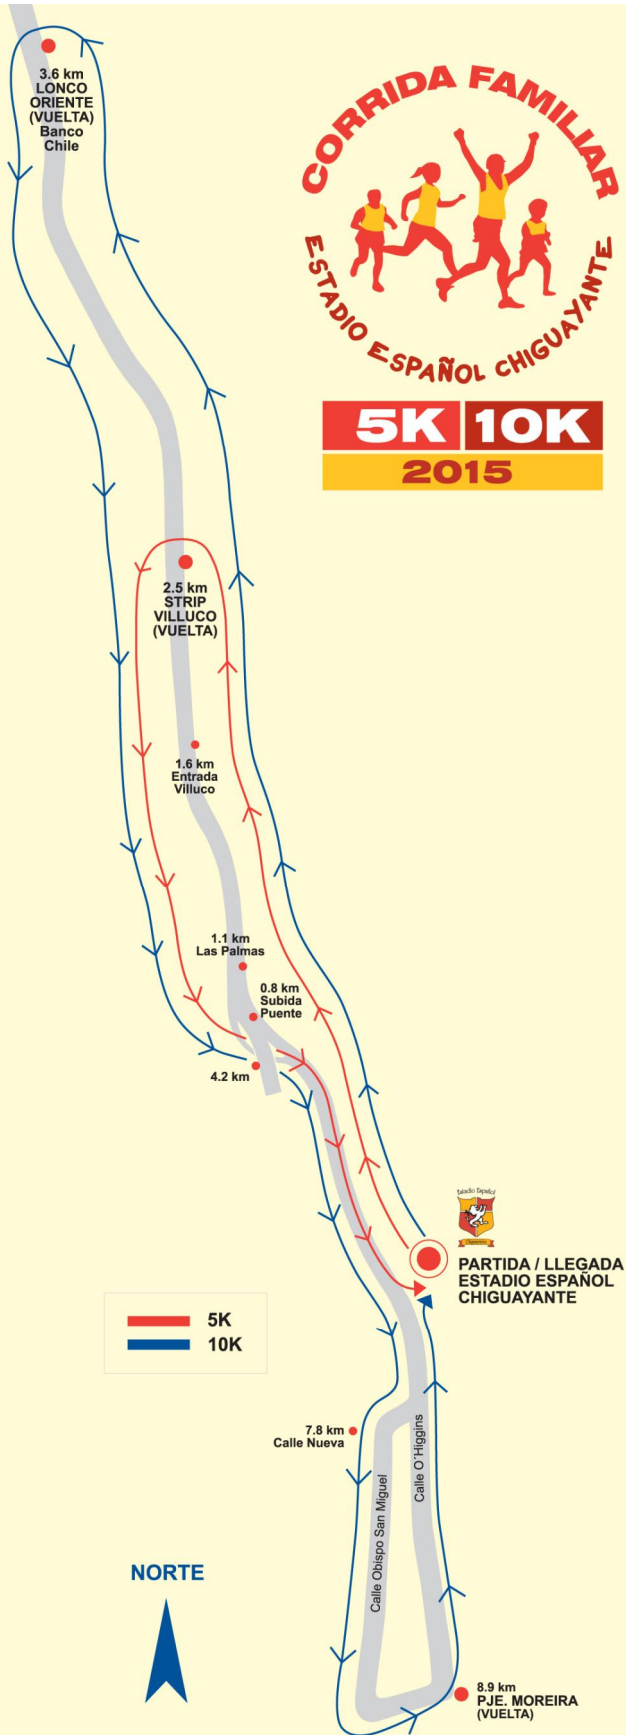 CORRIDA FAMILIAR
ESTADIO ESPAÑOL CHIGUAYANTE
5K 10K
2015
3.6 km
LONCO
ORIENTE
(VUELTA)
Banco
Chile
2.5 km
STRIP
VILLUCO
(VUELTA)
1.6 km
Entrada
Villuco
1.1 km
Las Palmas
0.8 km
Subida
Puente
4.2 km
Estadio Español
Chiguayante
PARTIDA / LLEGADA
ESTADIO ESPAÑOL
CHIGUAYANTE
5K
10K
7.8 km
Calle Nueva
Calle O´Higgins
Calle Obispo San Miguel
NORTE
8.9 km
PJE. MOREIRA
(VUELTA)